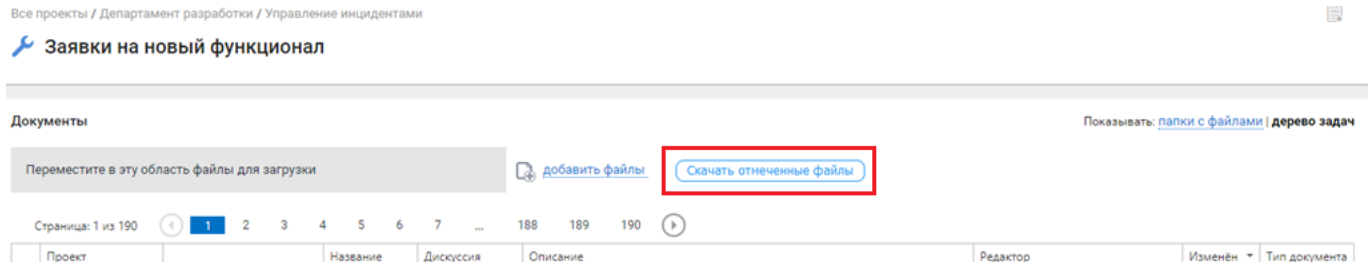 Все проекты / Департамент разработки / Управление инцидентами
Заявки на новый функционал
Документы
Показывать: папки с файлами | дерево задач
Переместите в эту область файлы для загрузки
добавить файлы
Скачать отмеченные файлы
Страница: 1 из 190 1 2 3 4 5 6 7 ... 188 189 190
Проект Название Дискуссия Описание Редактор Изменён Тип документа